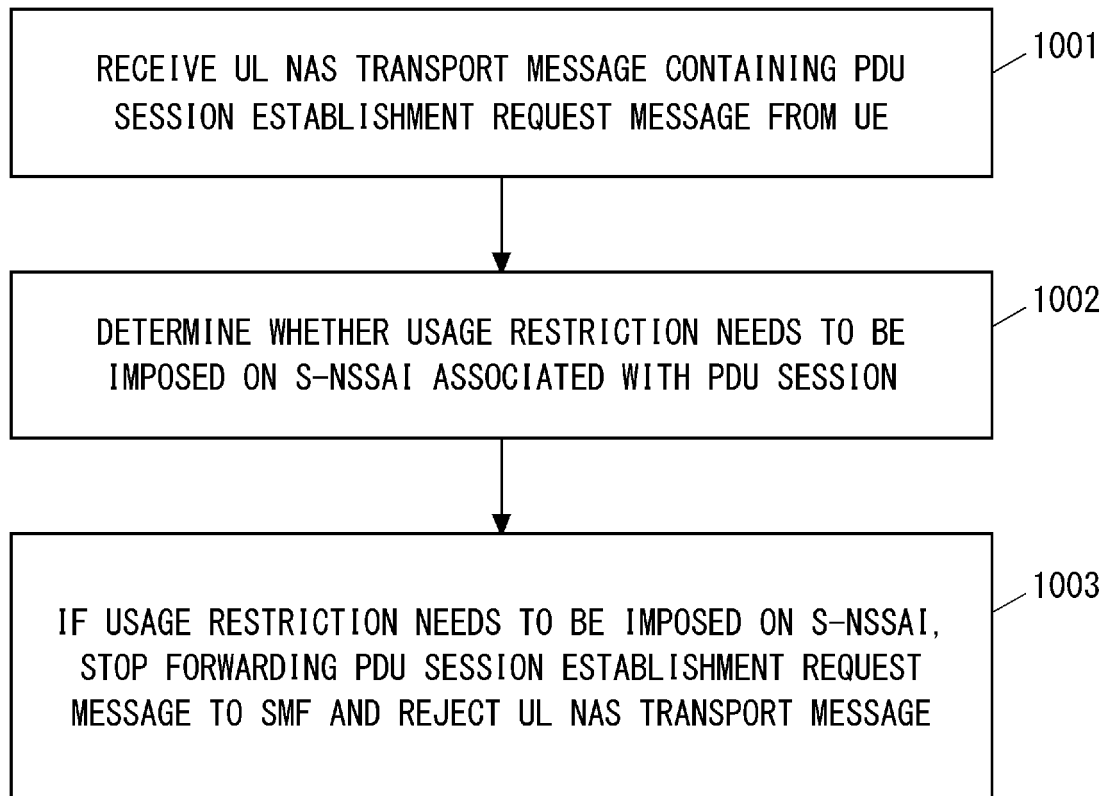 RECEIVE UL NAS TRANSPORT MESSAGE CONTAINING PDU
SESSION ESTABLISHMENT REQUEST MESSAGE FROM UE
1001
DETERMINE WHETHER USAGE RESTRICTION NEEDS TO BE
IMPOSED ON S-NSSAI ASSOCIATED WITH PDU SESSION
1002
IF USAGE RESTRICTION NEEDS TO BE IMPOSED ON S-NSSAI,
STOP FORWARDING PDU SESSION ESTABLISHMENT REQUEST
MESSAGE TO SMF AND REJECT UL NAS TRANSPORT MESSAGE
1003